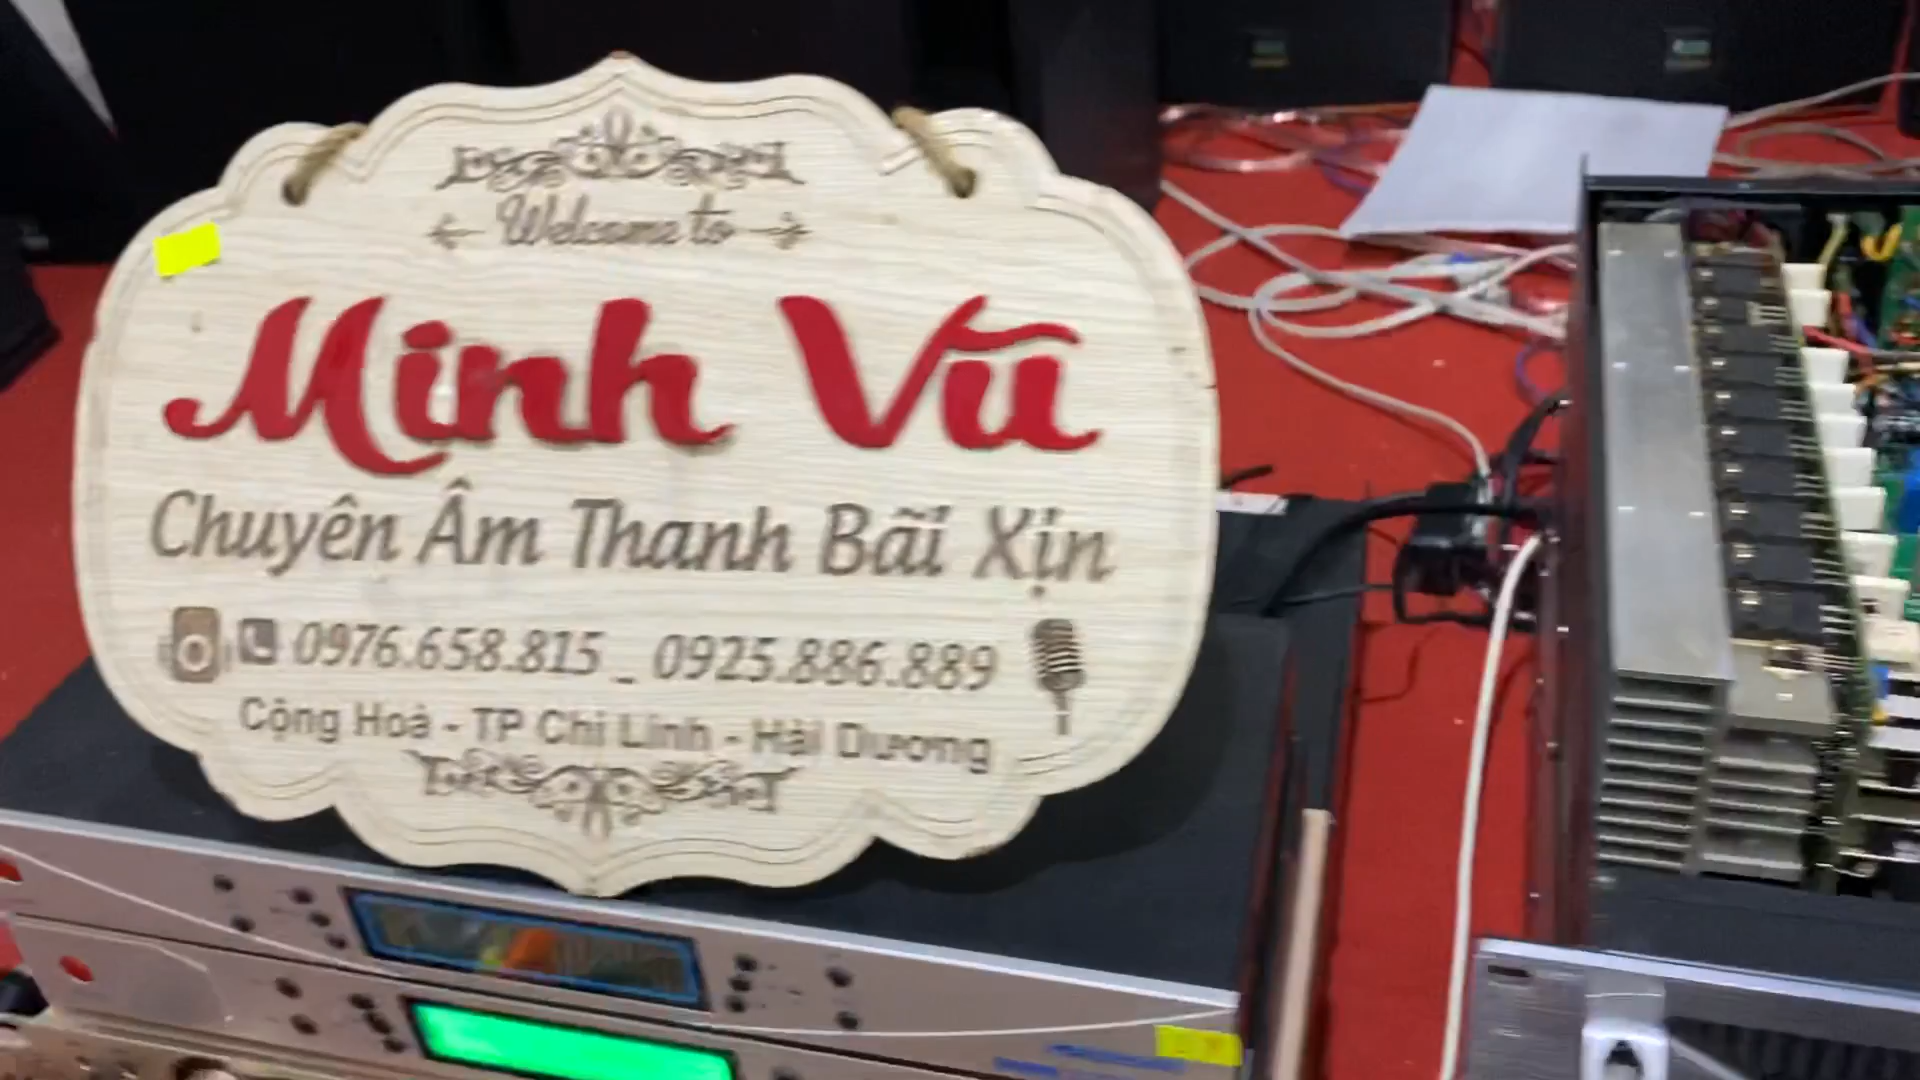 Welcome to
Minh Vũ
Chuyên Âm Thanh Bãi Xịn
0976.658.815 _ 0925.886.889
Cộng Hoà - TP Chí Linh - Hải Dương